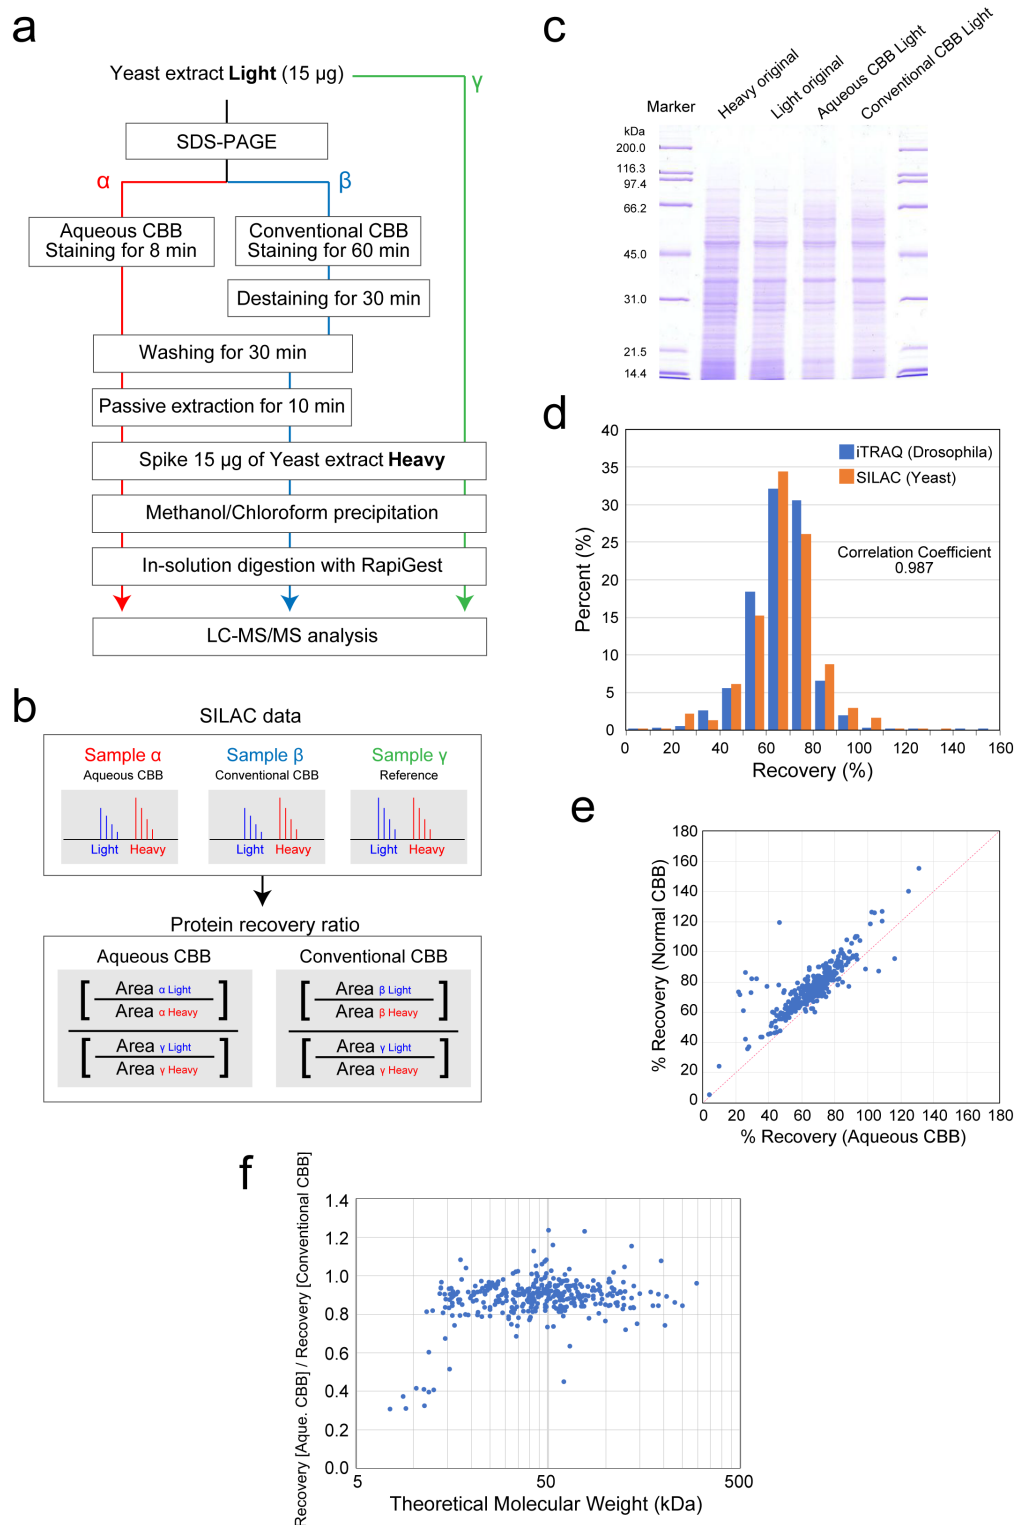 a
Yeast extract Light (15 µg)
γ
SDS-PAGE
α
β
Aqueous CBB
Staining for 8 min
Conventional CBB
Staining for 60 min
Destaining for 30 min
Washing for 30 min
Passive extraction for 10 min
Spike 15 µg of Yeast extract Heavy
Methanol/Chloroform precipitation
In-solution digestion with RapiGest
LC-MS/MS analysis
b
SILAC data
Sample α
Aqueous CBB
Light Heavy
Sample β
Conventional CBB
Light Heavy
Sample γ
Reference
Light Heavy
Protein recovery ratio
Aqueous CBB
[ Area α Light ]
Area α Heavy
[ Area γ Light ]
Area γ Heavy
Conventional CBB
[ Area β Light ]
Area β Heavy
[ Area γ Light ]
Area γ Heavy
c
Marker
Heavy original
Light original
Aqueous CBB Light
Conventional CBB Light
kDa
200.0
116.3
97.4
66.2
45.0
31.0
21.5
14.4
d
40
35
30
25
20
15
10
5
0
Percent (%)
iTRAQ (Drosophila)
SILAC (Yeast)
Correlation Coefficient
0.987
0 20 40 60 80 100 120 140 160
Recovery (%)
e
180
160
140
120
100
80
60
40
20
0
% Recovery (Normal CBB)
0 20 40 60 80 100 120 140 160 180
% Recovery (Aqueous CBB)
f
Recovery [Aque. CBB] / Recovery [Conventional CBB]
1.4
1.2
1.0
0.8
0.6
0.4
0.2
0.0
5 50 500
Theoretical Molecular Weight (kDa)